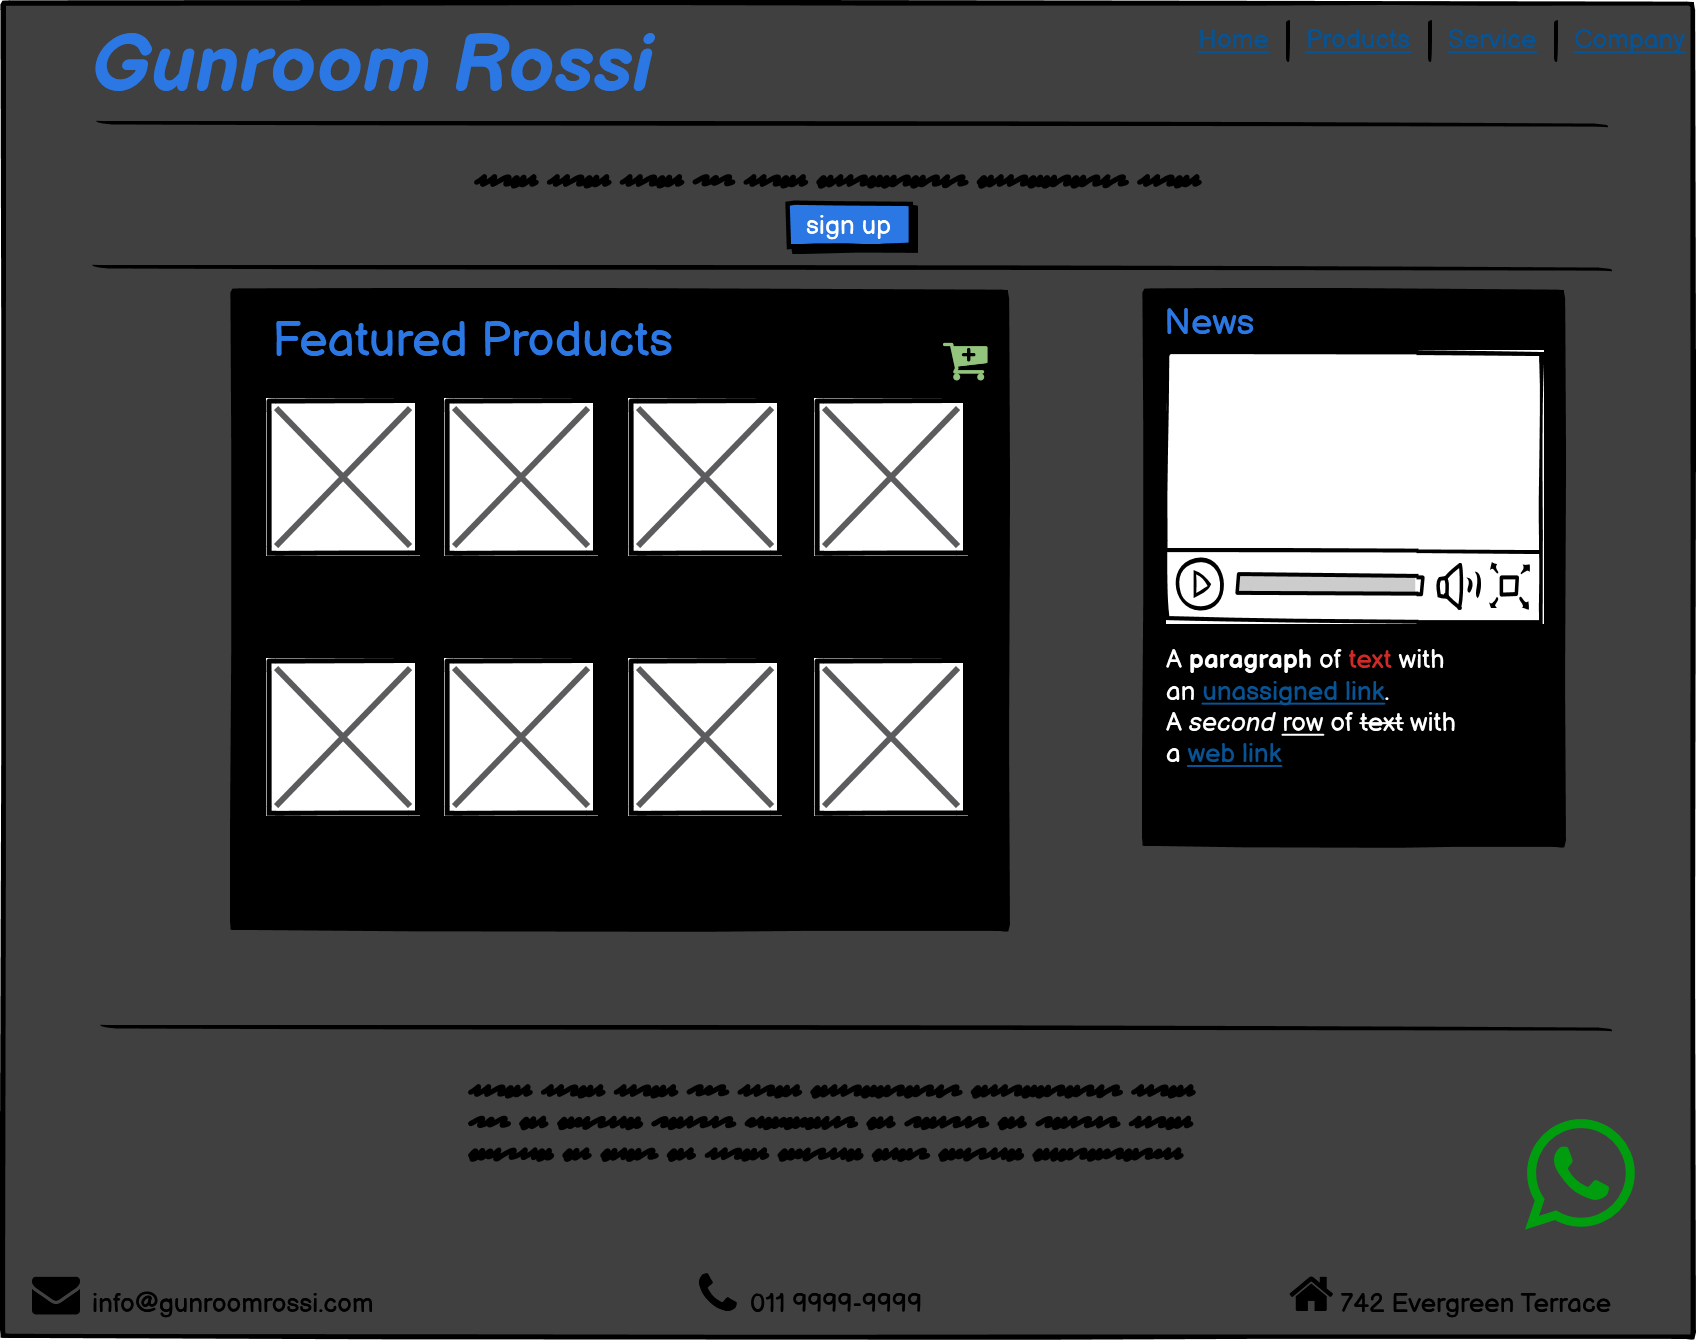 Gunroom Rossi
Home | Products | Service | Company
sign up
Featured Products
News
A paragraph of text with
an unassigned link.
A second row of text with
a web link
info@gunroomrossi.com
011 9999-9999
742 Evergreen Terrace